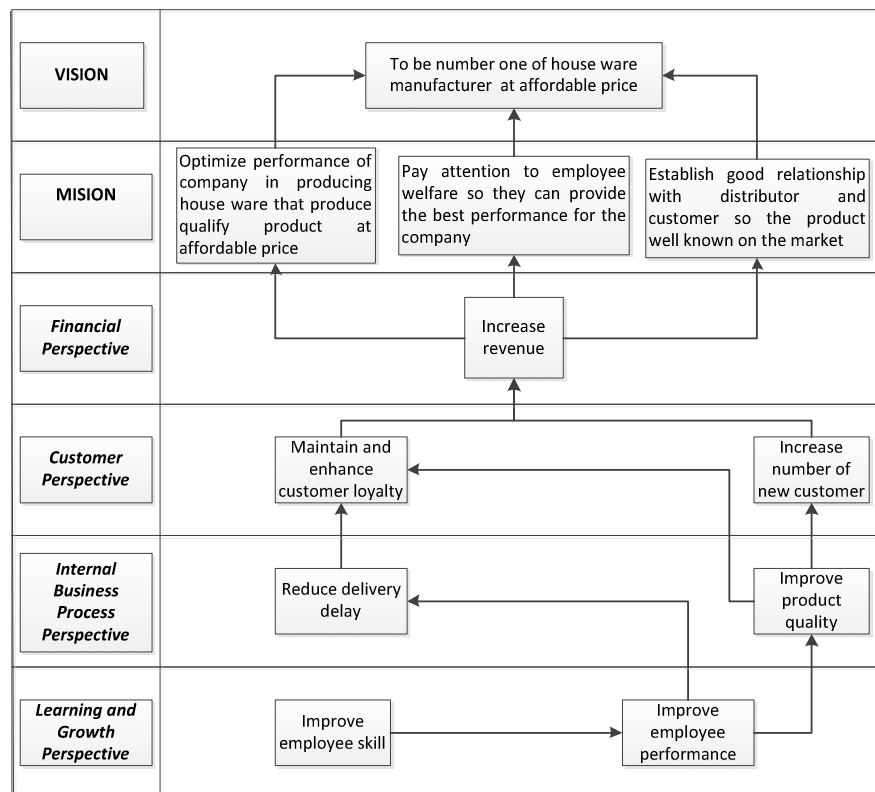 VISION
To be number one of house ware
manufacturer at affordable price
MISION
Optimize performance of
company in producing
house ware that produce
qualify product at
affordable price
Pay attention to employee
welfare so they can provide
the best performance for the
company
Establish good relationship
with distributor and
customer so the product
well known on the market
Financial
Perspective
Increase
revenue
Customer
Perspective
Maintain and
enhance
customer loyalty
Increase
number of
new customer
Internal
Business
Process
Perspective
Reduce delivery
delay
Improve
product
quality
Learning and
Growth
Perspective
Improve
employee skill
Improve
employee
performance